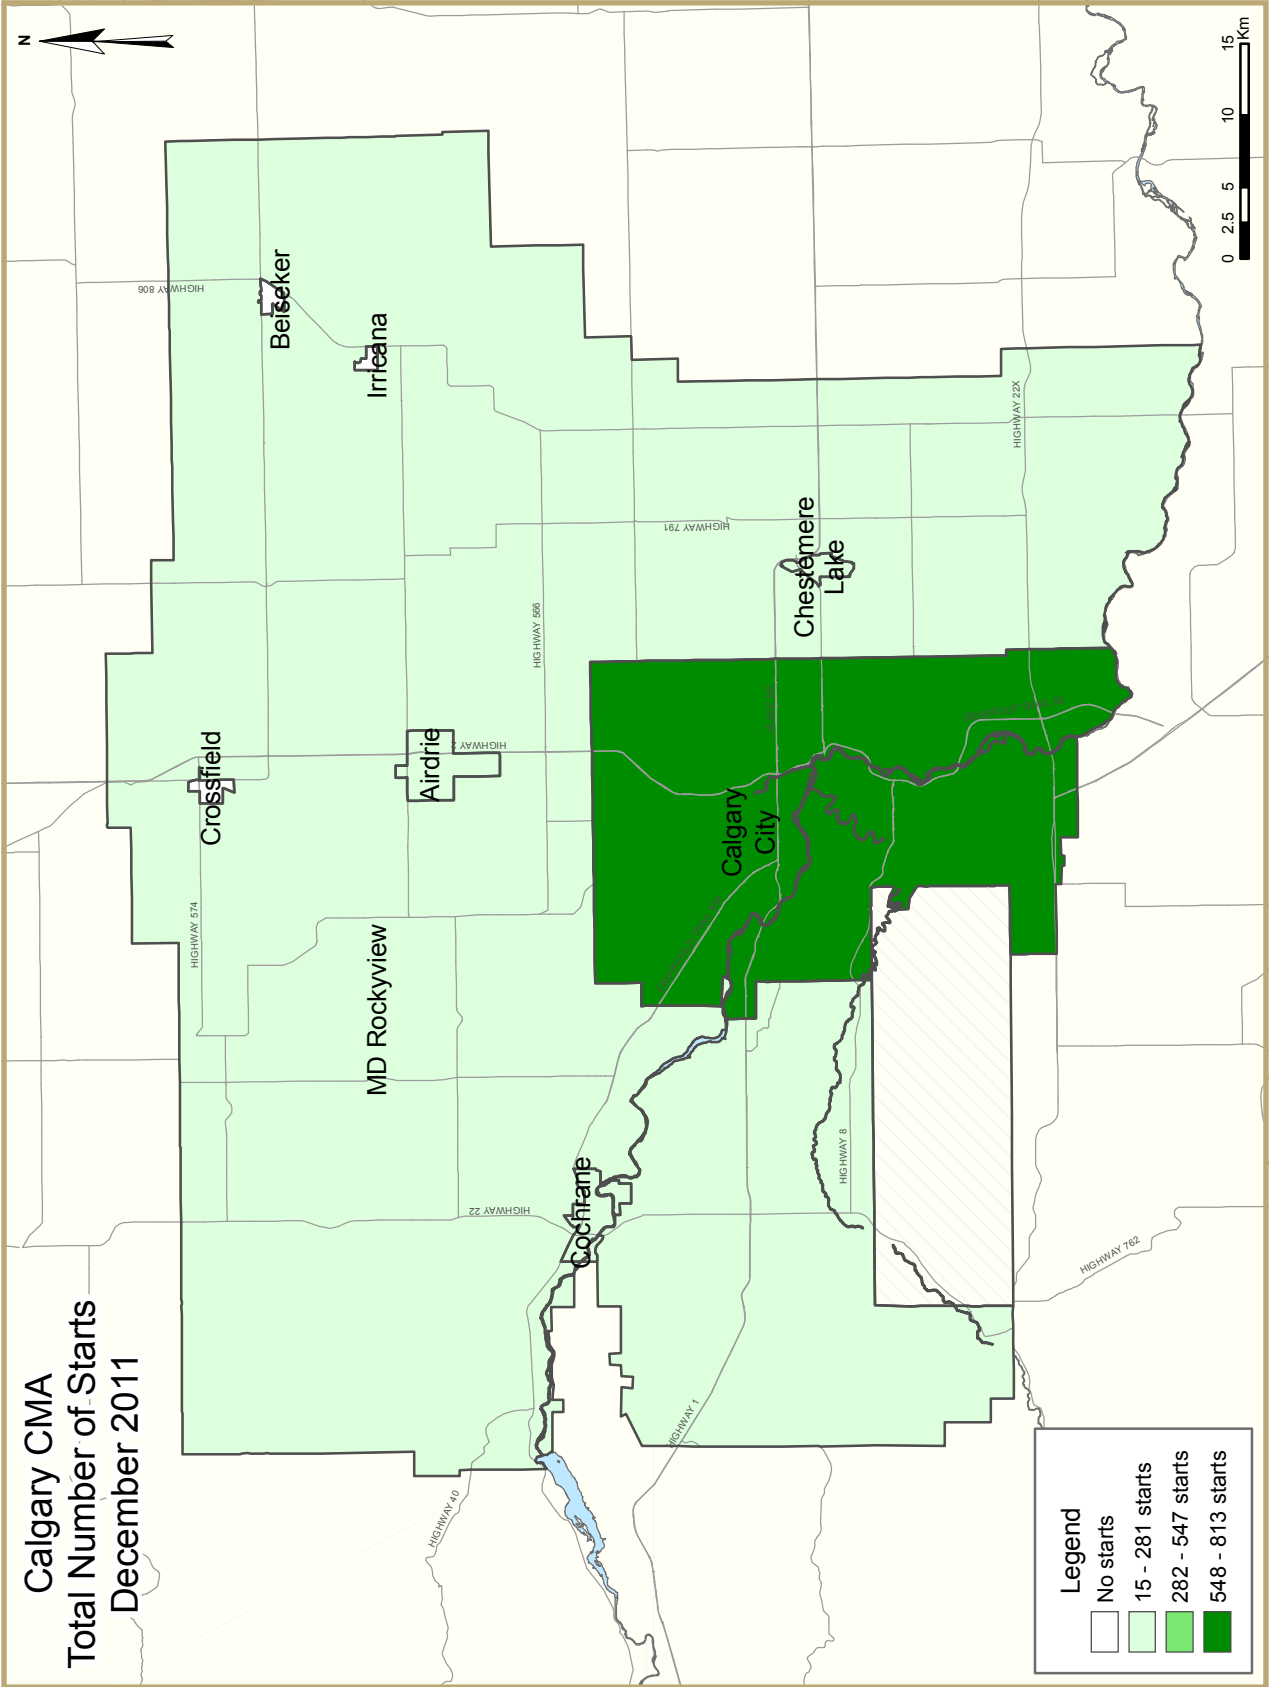 Calgary CMA
Total Number of Starts
December 2011
N
HIGHWAY 806
Beiseker
Irricana
Crossfield
Airdrie
HIGHWAY 2
HIGHWAY 574
HIGHWAY 566
HIGHWAY 791
HIGHWAY 22X
MD Rockyview
Chestemere
Lake
Calgary
City
Cochrane
HIGHWAY 22
HIGHWAY 8
HIGHWAY 762
HIGHWAY 1
HIGHWAY 40
Legend
No starts
15 - 281 starts
282 - 547 starts
548 - 813 starts
0 2.5 5 10 15
Km